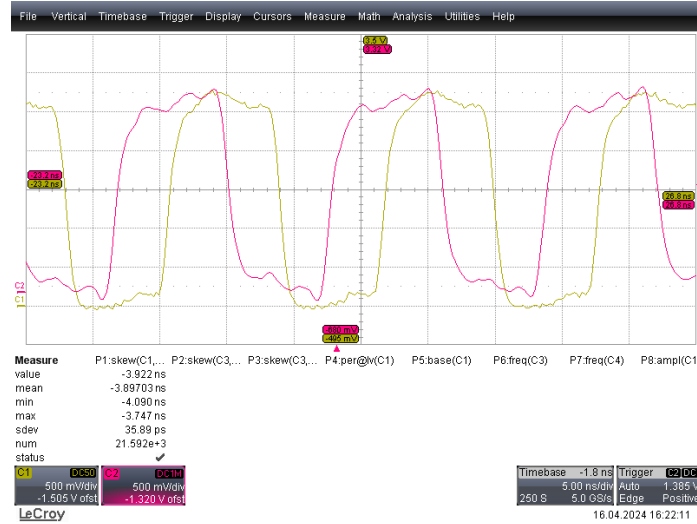 File Vertical Timebase Trigger Display Cursors Measure Math Analysis Utilities Help
3.5 V
3.72 V
-23.2 ns
-23.2 ns
26.8 ns
26.8 ns
C2
C1
-680 mV
-495 mV
Measure P1:skew(C1,... P2:skew(C3,... P3:skew(C3,... P4:per@lv(C1) P5:base(C1) P6:freq(C3) P7:freq(C4) P8:ampl(C1
value -3.922 ns
mean -3.89703 ns
min -4.090 ns
max -3.747 ns
sdev 35.89 ps
num 21.592e+3
status ✔
C1 DC50 C2 DC1M Timebase -1.8 ns Trigger C2 DC
500 mV/div 500 mV/div 5.00 ns/div Auto 1.385 V
-1.505 V ofst -1.320 V ofst 250 S 5.0 GS/s Edge Positive
LeCroy 16.04.2024 16:22:11